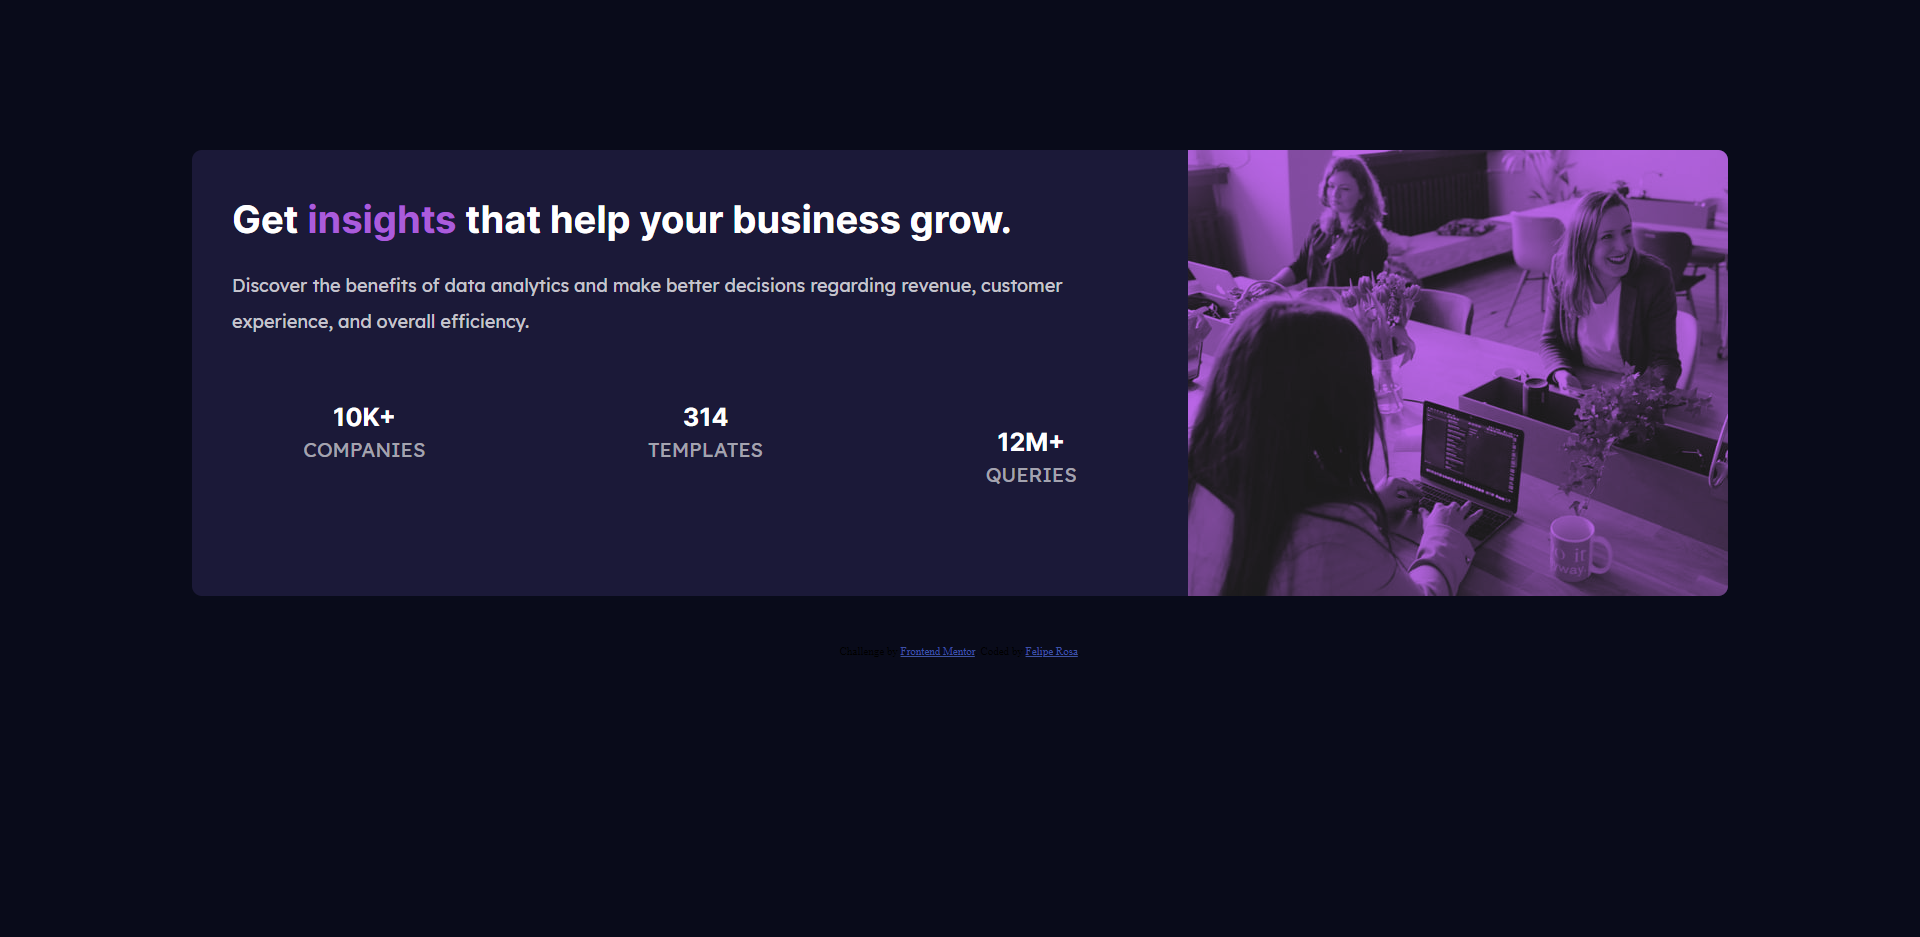 Get insights that help your business grow.
Discover the benefits of data analytics and make better decisions regarding revenue, customer
experience, and overall efficiency.
10K+
COMPANIES
314
TEMPLATES
12M+
QUERIES
Challenge by Frontend Mentor. Coded by Felipe Rosa